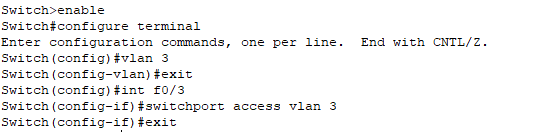 Switch>enable
Switch#configure terminal
Enter configuration commands, one per line.  End with CNTL/Z.
Switch(config)#vlan 3
Switch(config-vlan)#exit
Switch(config)#int f0/3
Switch(config-if)#switchport access vlan 3
Switch(config-if)#exit